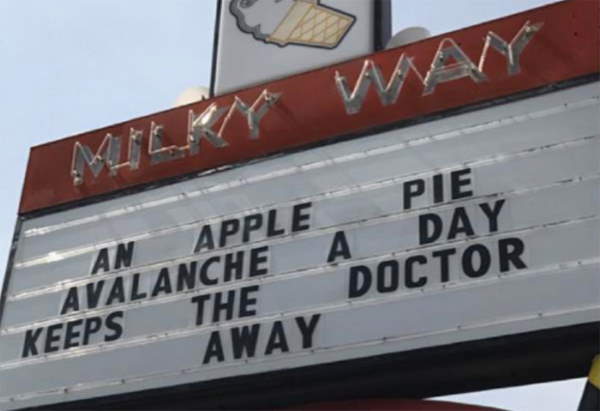 MILKY WAY
AN APPLE PIE
AVALANCHE A DAY
KEEPS THE DOCTOR
AWAY